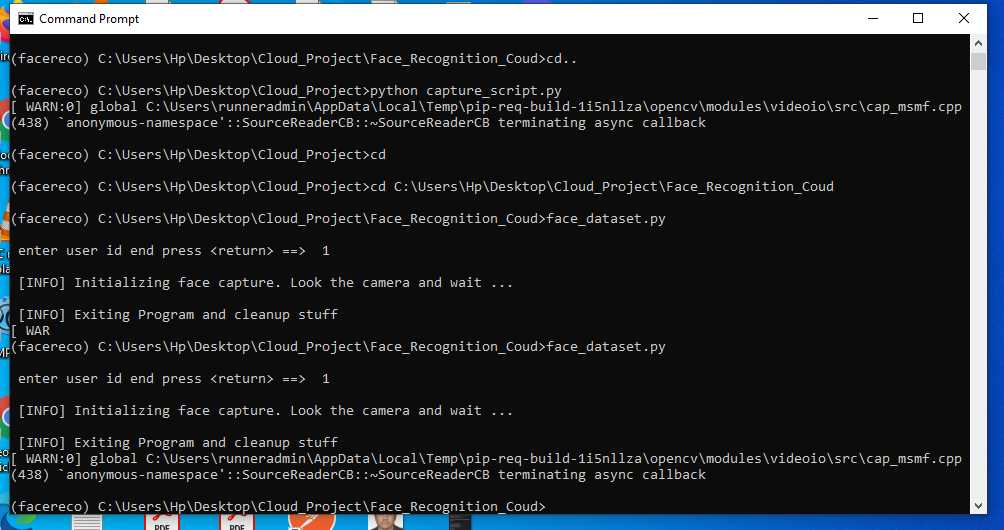 Command Prompt
(facereco) C:\Users\Hp\Desktop\Cloud_Project\Face_Recognition_Coud>cd..
(facereco) C:\Users\Hp\Desktop\Cloud_Project>python capture_script.py
[ WARN:0] global C:\Users\runneradmin\AppData\Local\Temp\pip-req-build-1i5nllza\opencv\modules\videoio\src\cap_msmf.cpp
(438) `anonymous-namespace'::SourceReaderCB::~SourceReaderCB terminating async callback
(facereco) C:\Users\Hp\Desktop\Cloud_Project>cd
(facereco) C:\Users\Hp\Desktop\Cloud_Project>cd C:\Users\Hp\Desktop\Cloud_Project\Face_Recognition_Coud
(facereco) C:\Users\Hp\Desktop\Cloud_Project\Face_Recognition_Coud>face_dataset.py
enter user id end press <return> ==>  1
[INFO] Initializing face capture. Look the camera and wait ...
[INFO] Exiting Program and cleanup stuff
[ WAR
(facereco) C:\Users\Hp\Desktop\Cloud_Project\Face_Recognition_Coud>face_dataset.py
enter user id end press <return> ==>  1
[INFO] Initializing face capture. Look the camera and wait ...
[INFO] Exiting Program and cleanup stuff
[ WARN:0] global C:\Users\runneradmin\AppData\Local\Temp\pip-req-build-1i5nllza\opencv\modules\videoio\src\cap_msmf.cpp
(438) `anonymous-namespace'::SourceReaderCB::~SourceReaderCB terminating async callback
(facereco) C:\Users\Hp\Desktop\Cloud_Project\Face_Recognition_Coud>
PDF
PDF